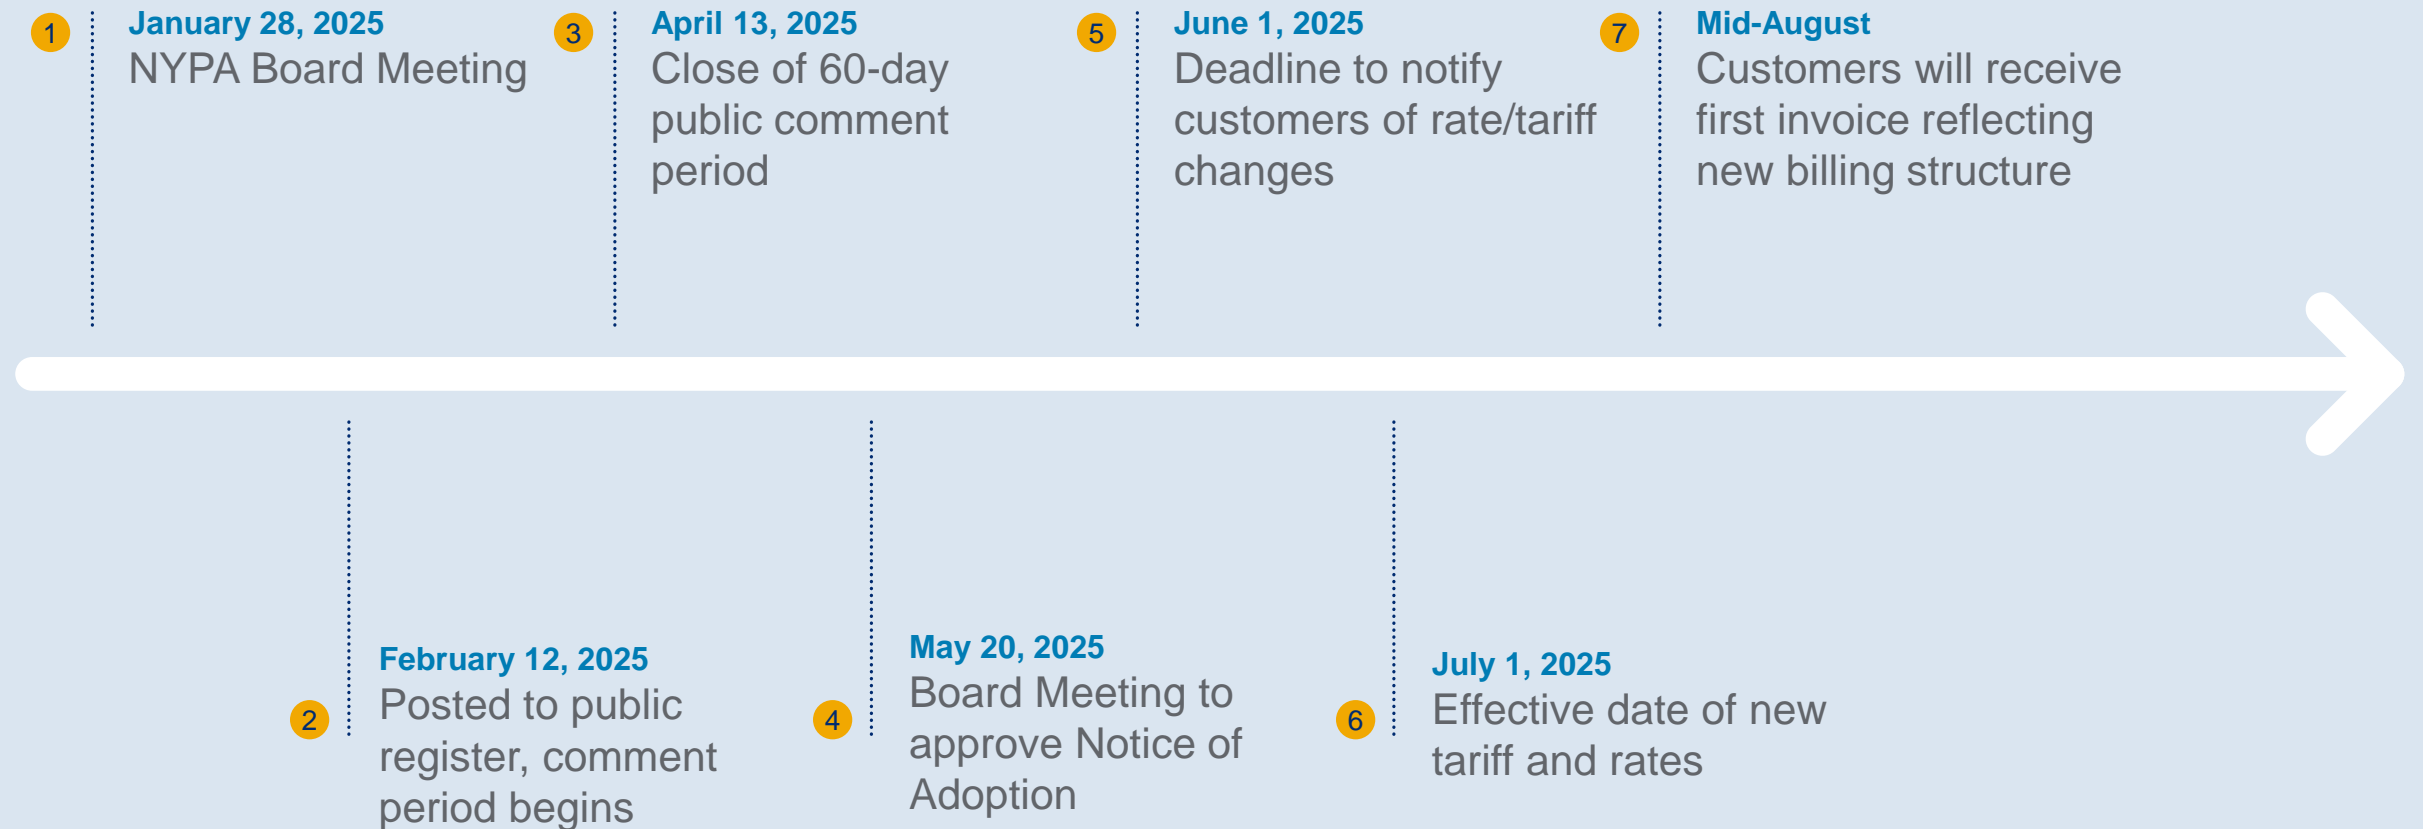 1
January 28, 2025
NYPA Board Meeting
2
February 12, 2025
Posted to public
register, comment
period begins
3
April 13, 2025
Close of 60-day
public comment
period
4
May 20, 2025
Board Meeting to
approve Notice of
Adoption
5
June 1, 2025
Deadline to notify
customers of rate/tariff
changes
6
July 1, 2025
Effective date of new
tariff and rates
7
Mid-August
Customers will receive
first invoice reflecting
new billing structure